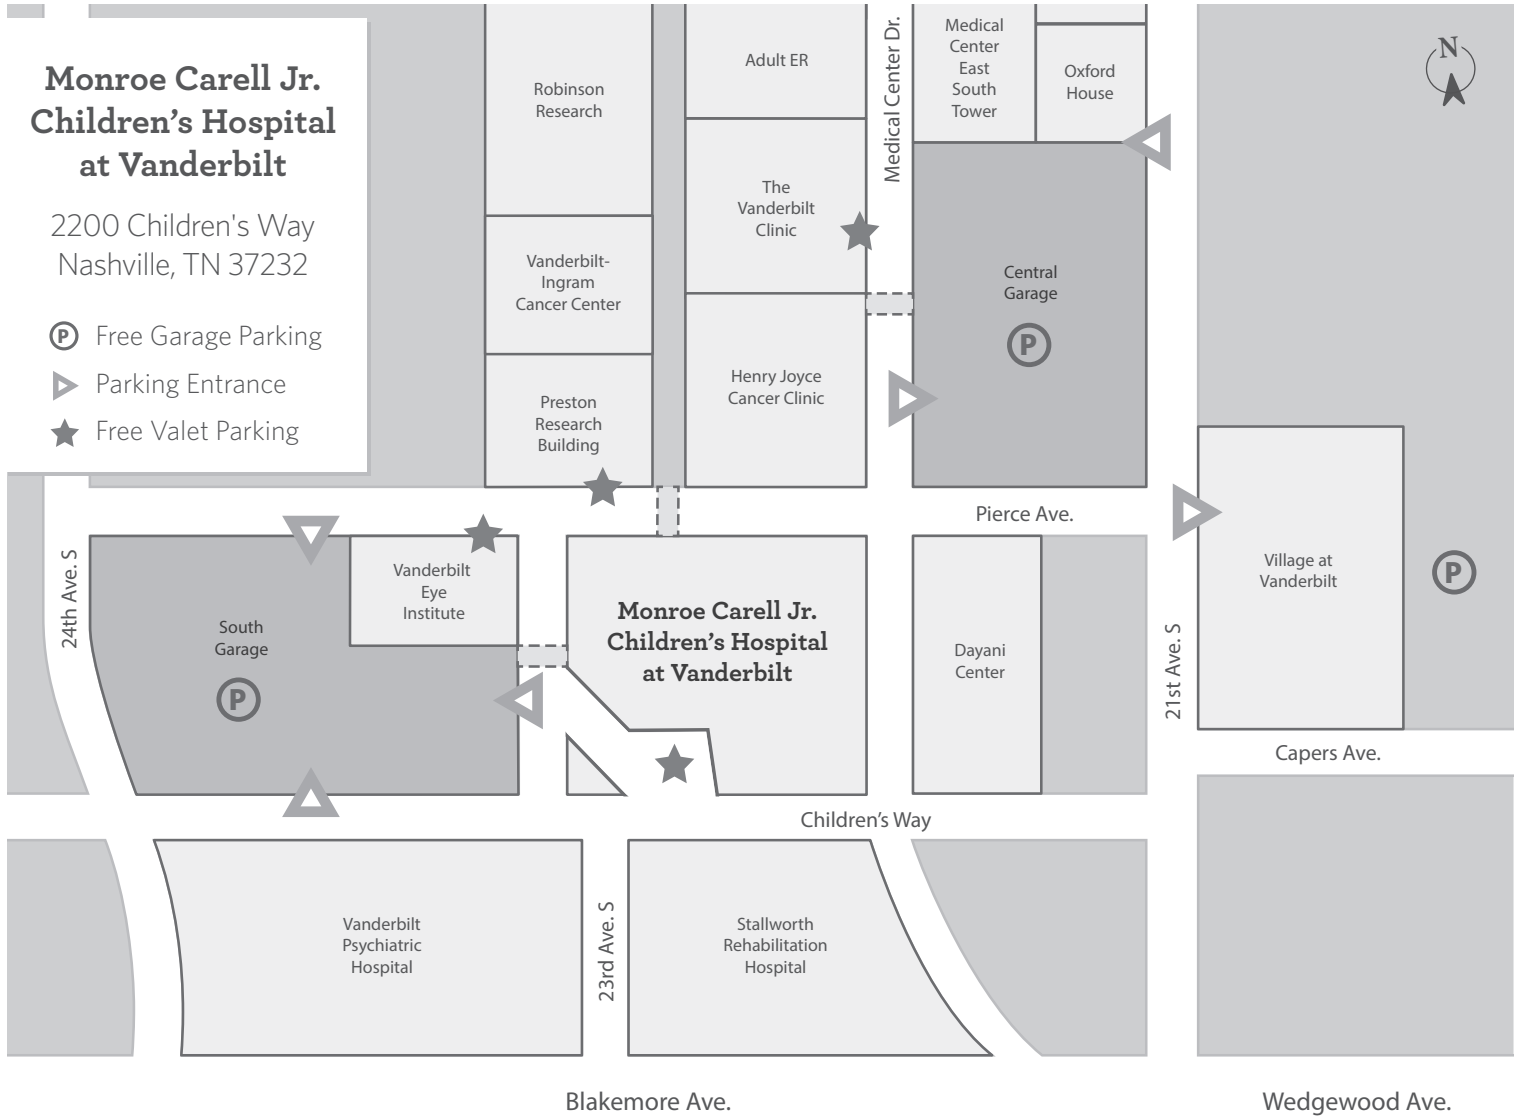 Monroe Carell Jr.
Children's Hospital
at Vanderbilt
2200 Children's Way
Nashville, TN 37232
P Free Garage Parking
Parking Entrance
Free Valet Parking
Robinson
Research
Adult ER
Medical Center Dr.
Medical
Center
East
South
Tower
Oxford
House
N
The
Vanderbilt
Clinic
Vanderbilt-
Ingram
Cancer Center
Central
Garage
P
Henry Joyce
Cancer Clinic
Preston
Research
Building
Pierce Ave.
24th Ave. S
South
Garage
P
Vanderbilt
Eye
Institute
Monroe Carell Jr.
Children's Hospital
at Vanderbilt
Dayani
Center
21st Ave. S
Village at
Vanderbilt
P
Capers Ave.
Children's Way
Vanderbilt
Psychiatric
Hospital
23rd Ave. S
Stallworth
Rehabilitation
Hospital
Blakemore Ave.
Wedgewood Ave.